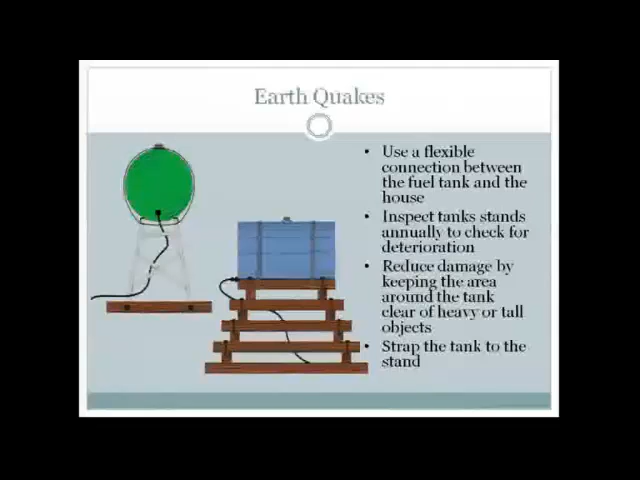 Earth Quakes
• Use a flexible
connection between
the fuel tank and the
house
• Inspect tanks stands
annually to check for
deterioration
• Reduce damage by
keeping the area
around the tank
clear of heavy or tall
objects
• Strap the tank to the
stand